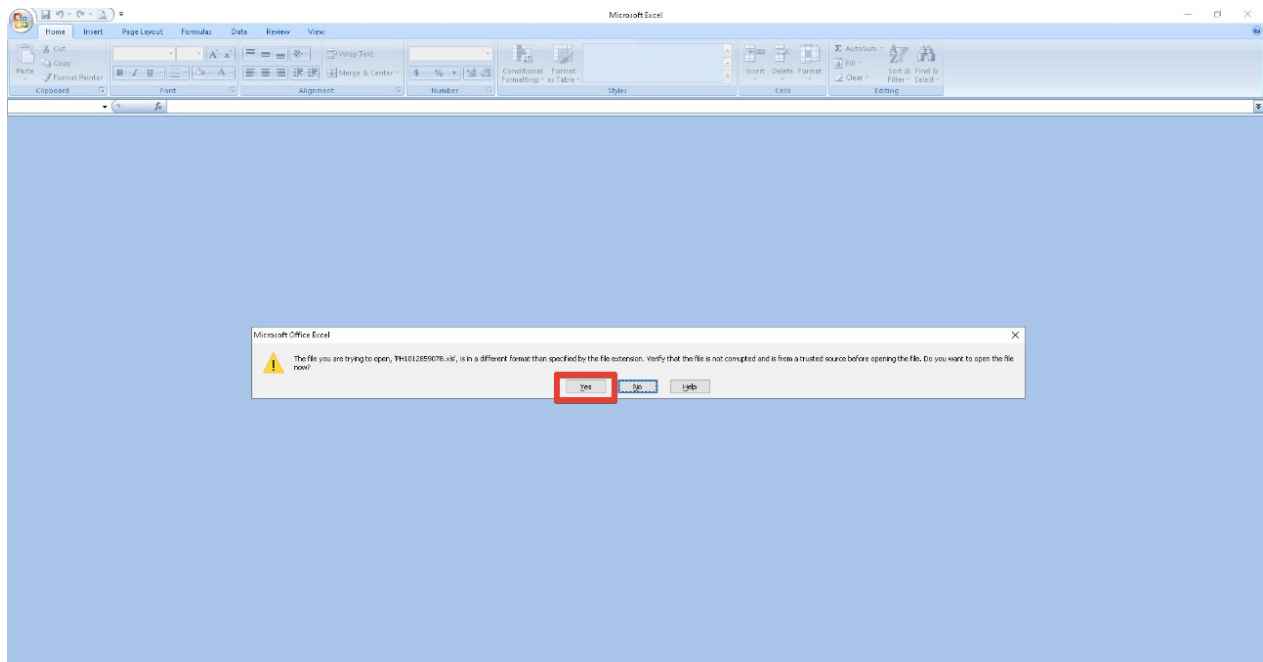 Microsoft Excel
Home Insert Page Layout Formulas Data Review View
Cut
Copy
Paste
Format Painter
Clipboard
B I U A A A
Font
Wrap Text
Merge & Center
Alignment
$ %
Number
Conditional Formatting
Format as Table
Styles
Insert Delete Format
Cells
Σ AutoSum
Fill
Clear
Sort & Filter
Find & Select
Editing
fx
Microsoft Office Excel
The file you are trying to open, 'PH1012859078.xls', is in a different format than specified by the file extension. Verify that the file is not corrupted and is from a trusted source before opening the file. Do you want to open the file
now?
Yes No Help